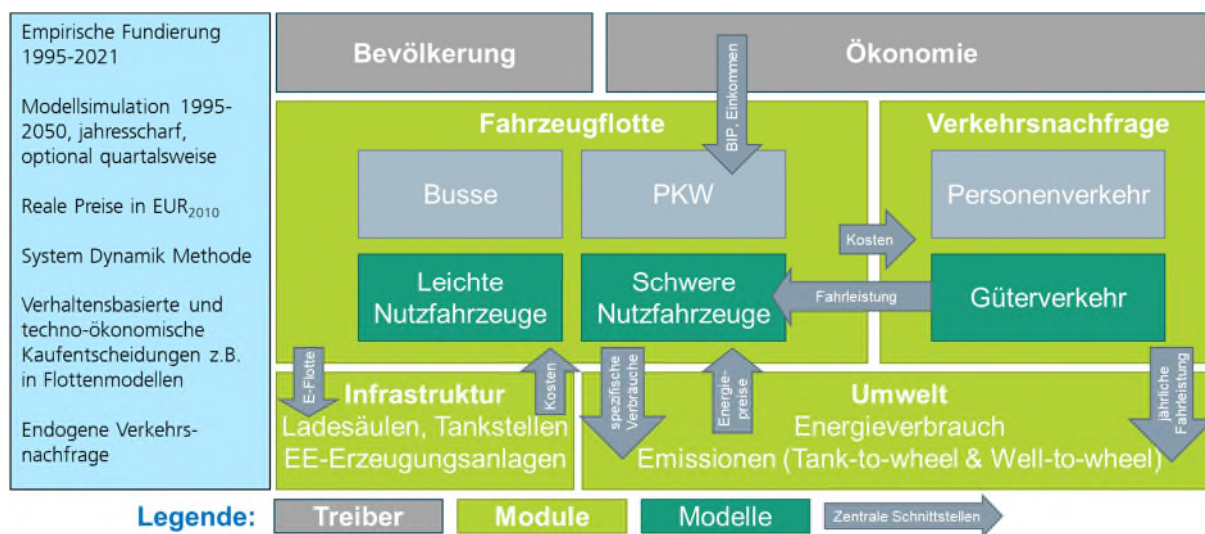 Empirische Fundierung
1995-2021
Modellsimulation 1995-
2050, jahresscharf,
optional quartalsweise
Reale Preise in EUR2010
System Dynamik Methode
Verhaltensbasierte und
techno-ökonomische
Kaufentscheidungen z.B.
in Flottenmodellen
Endogene Verkehrs-
nachfrage
Bevölkerung
Ökonomie
BIP, Einkommen
Fahrzeugflotte
Busse
PKW
Leichte
Nutzfahrzeuge
Schwere
Nutzfahrzeuge
Verkehrsnachfrage
Personenverkehr
Kosten
Fahrleistung
Güterverkehr
E-Flotte
Infrastruktur
Ladesäulen, Tankstellen
EE-Erzeugungsanlagen
Kosten
spezifische
Verbräuche
Energie-
preise
Umwelt
Energieverbrauch
Emissionen (Tank-to-wheel & Well-to-wheel)
jährliche
Fahrleistung
Legende:
Treiber
Module
Modelle
Zentrale Schnittstellen